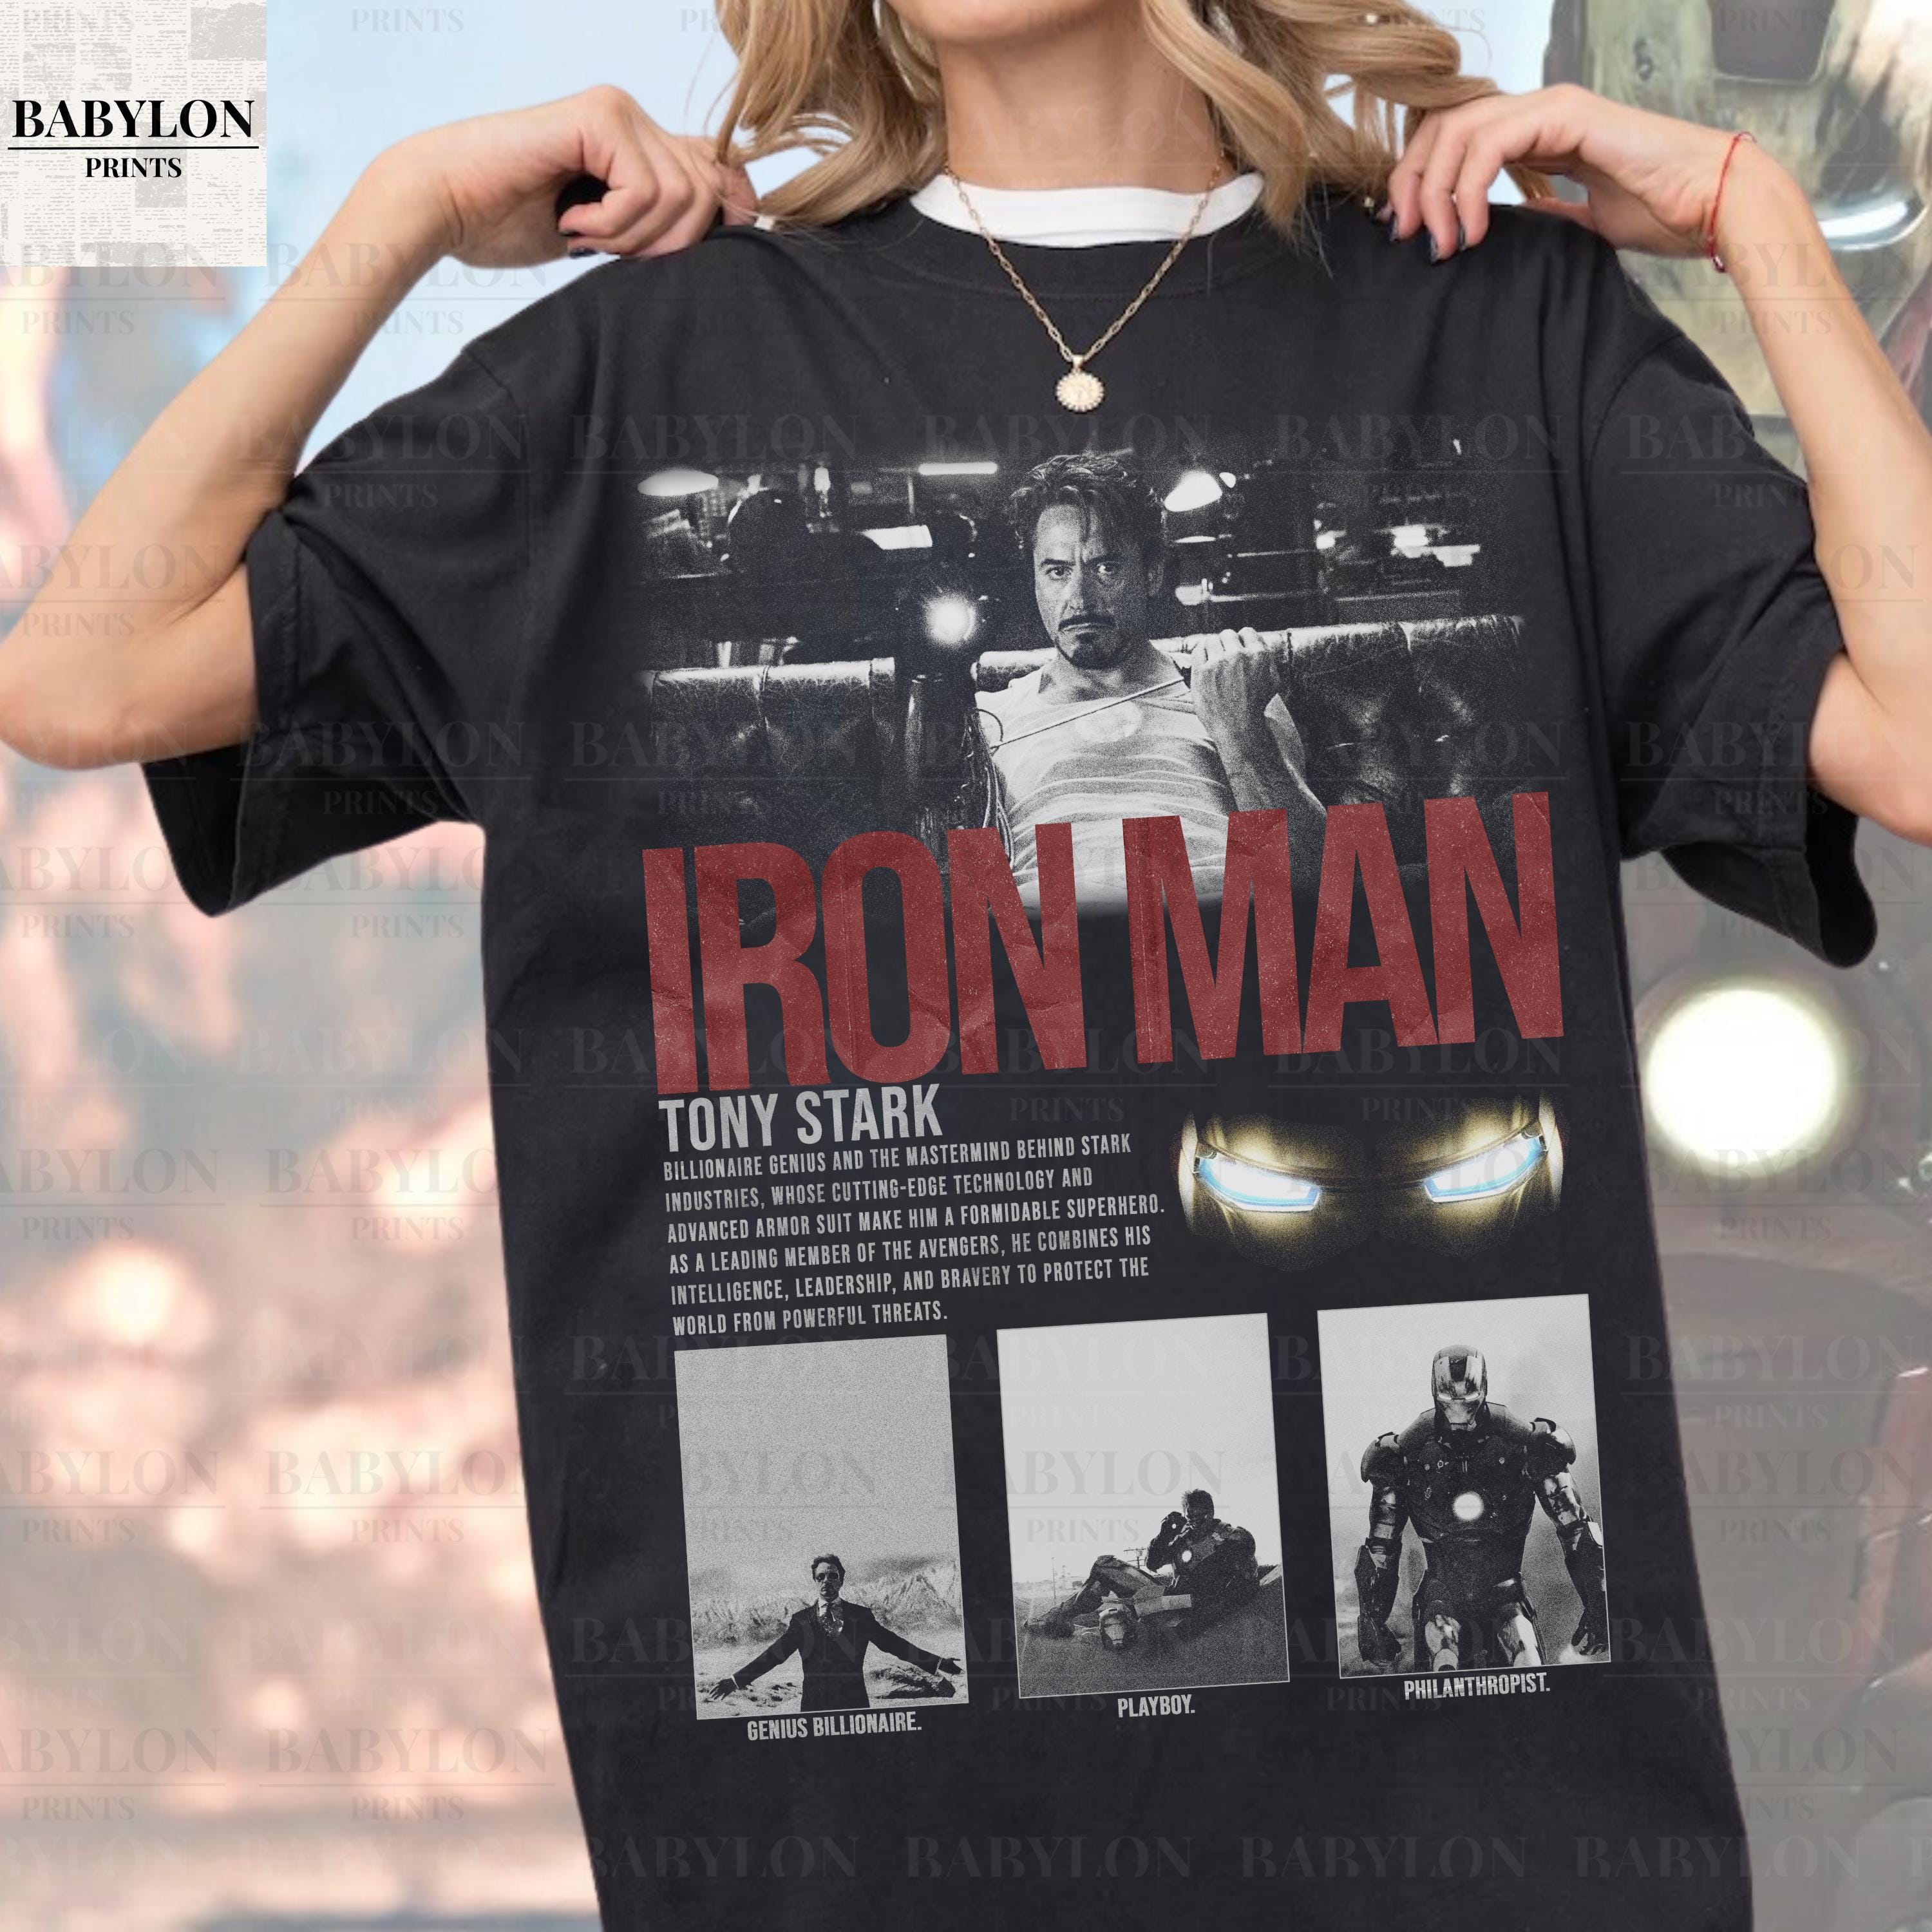 BABYLON
PRINTS
IRON MAN
TONY STARK
BILLIONAIRE GENIUS AND THE MASTERMIND BEHIND STARK
INDUSTRIES, WHOSE CUTTING-EDGE TECHNOLOGY AND
ADVANCED ARMOR SUIT MAKE HIM A FORMIDABLE SUPERHERO.
AS A LEADING MEMBER OF THE AVENGERS, HE COMBINES HIS
INTELLIGENCE, LEADERSHIP, AND BRAVERY TO PROTECT THE
WORLD FROM POWERFUL THREATS.
GENIUS BILLIONAIRE.
PLAYBOY.
PHILANTHROPIST.